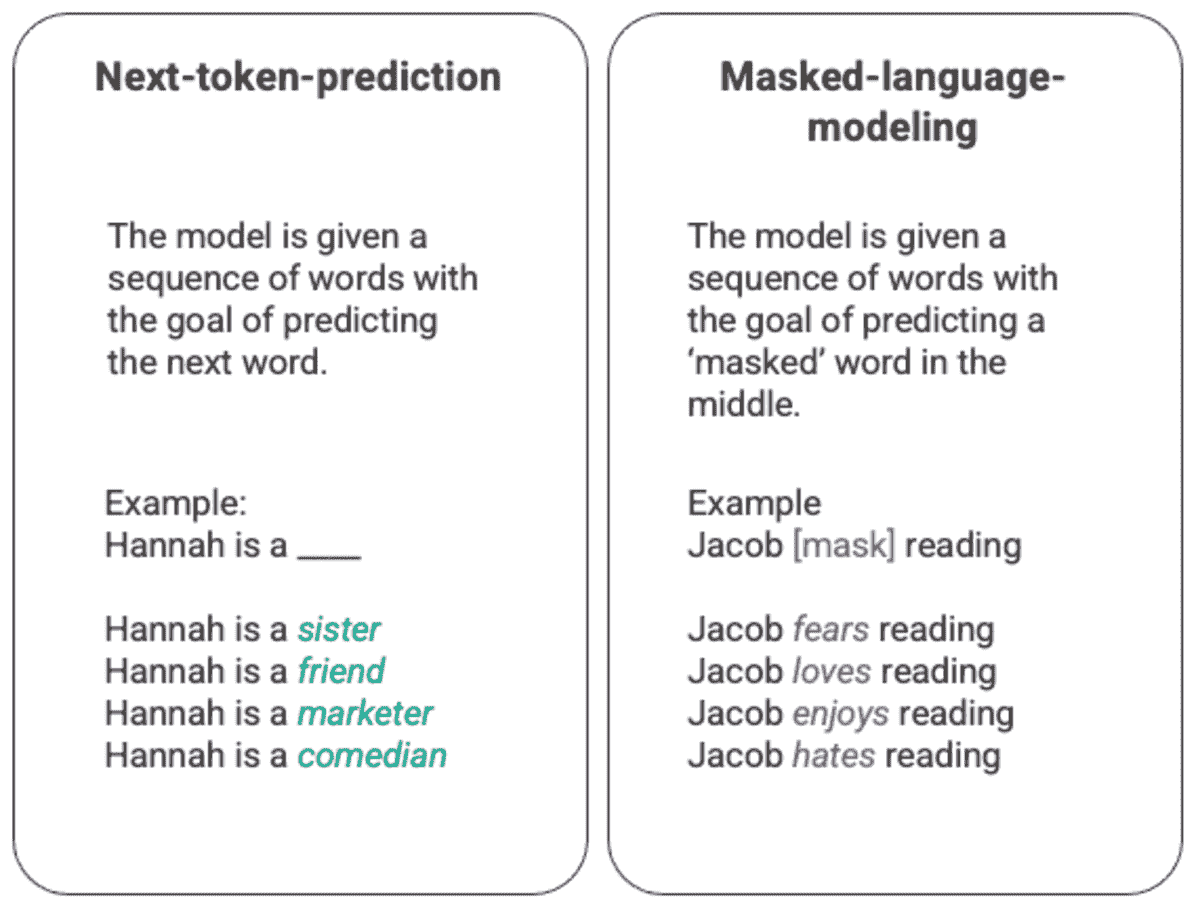 Next-token-prediction
The model is given a
sequence of words with
the goal of predicting
the next word.
Example:
Hannah is a ____
Hannah is a sister
Hannah is a friend
Hannah is a marketer
Hannah is a comedian
Masked-language-
modeling
The model is given a
sequence of words with
the goal of predicting a
‘masked’ word in the
middle.
Example
Jacob [mask] reading
Jacob fears reading
Jacob loves reading
Jacob enjoys reading
Jacob hates reading